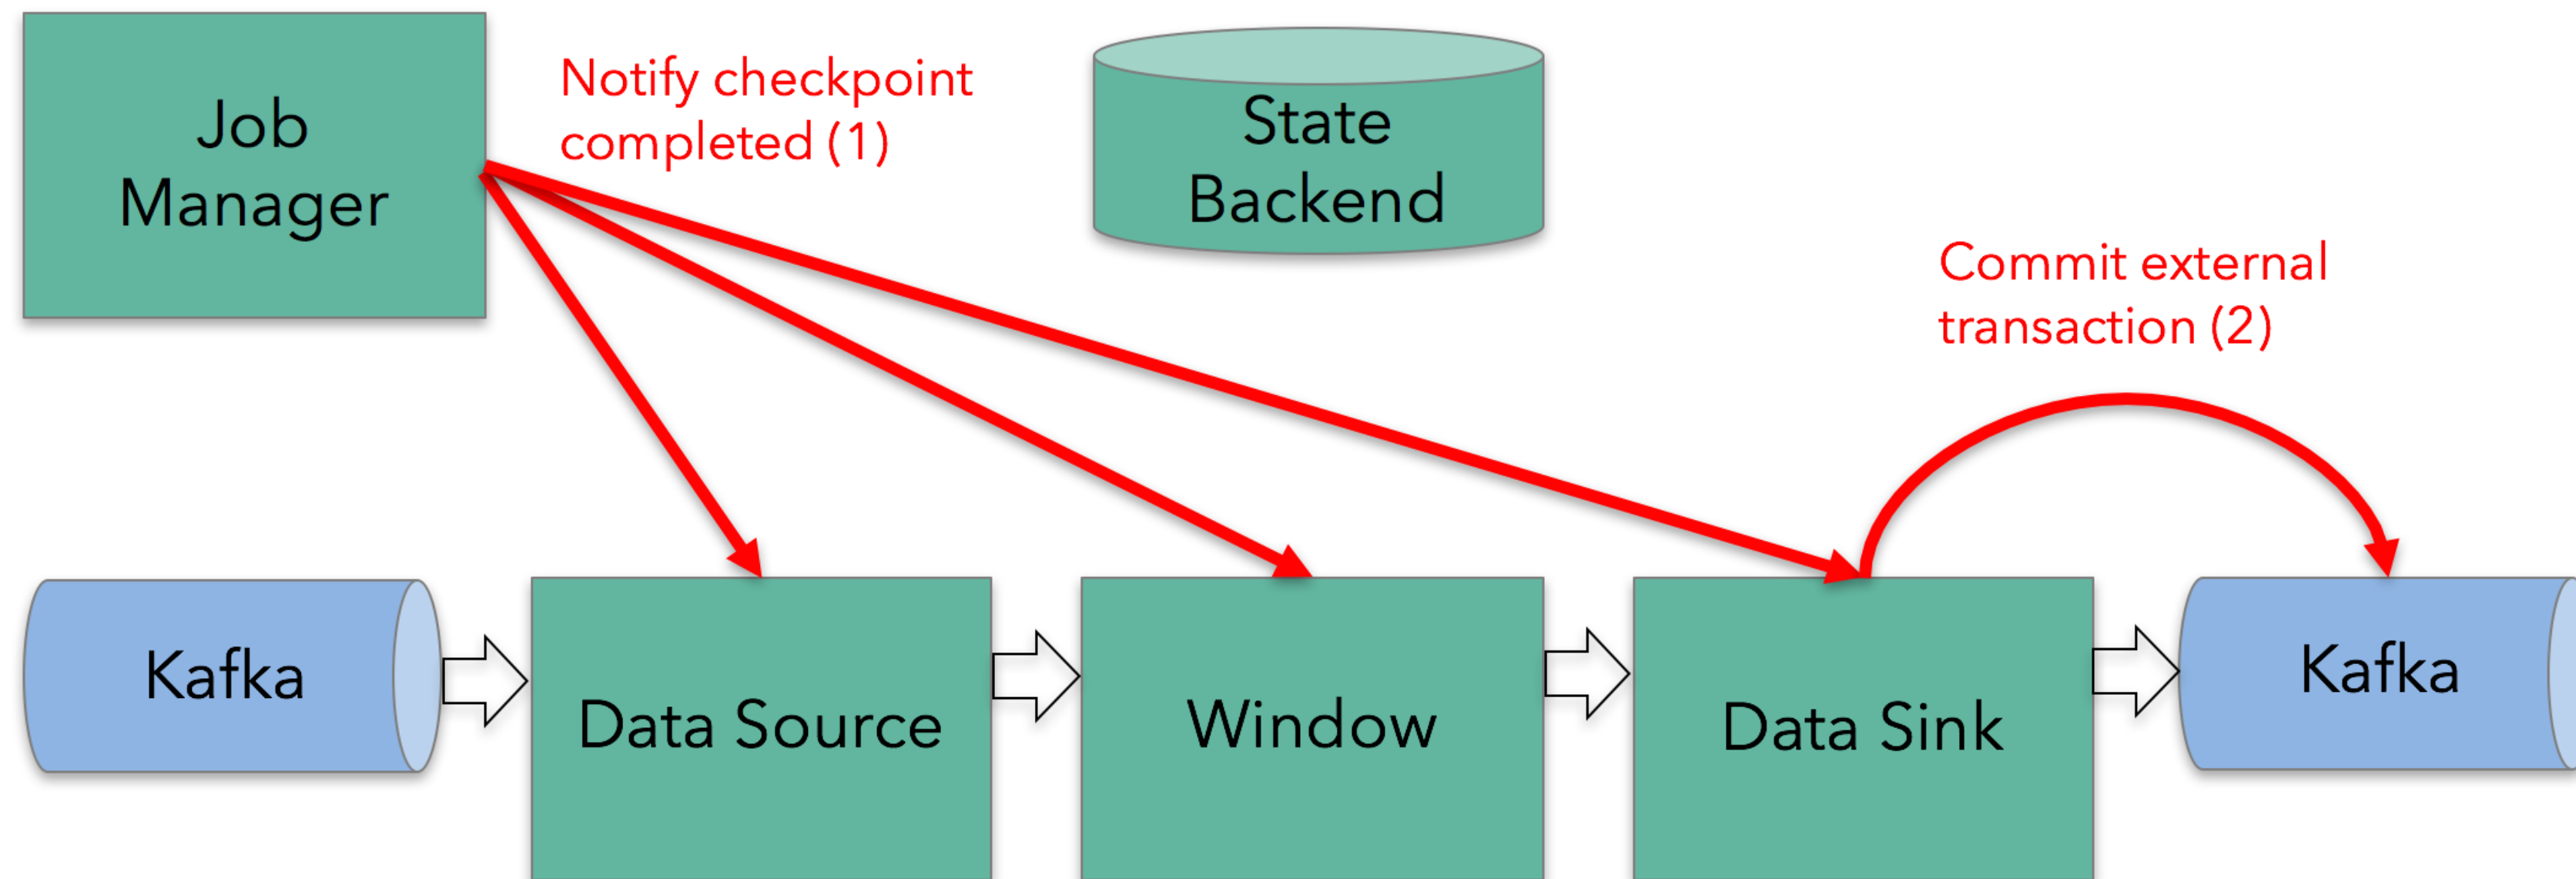 Job
Manager
Notify checkpoint
completed (1)
State
Backend
Commit external
transaction (2)
Kafka
Data Source
Window
Data Sink
Kafka